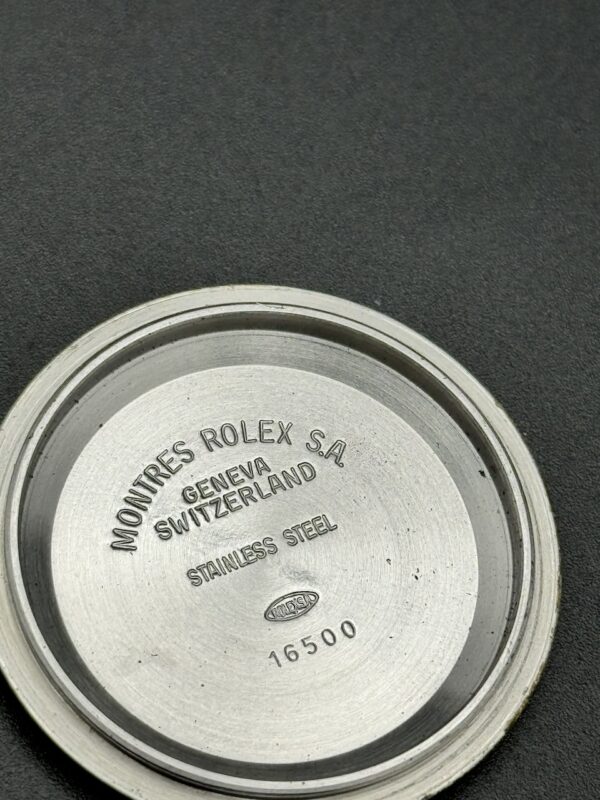 MONTRES ROLEX S.A.
GENEVA
SWITZERLAND
STAINLESS STEEL
16500